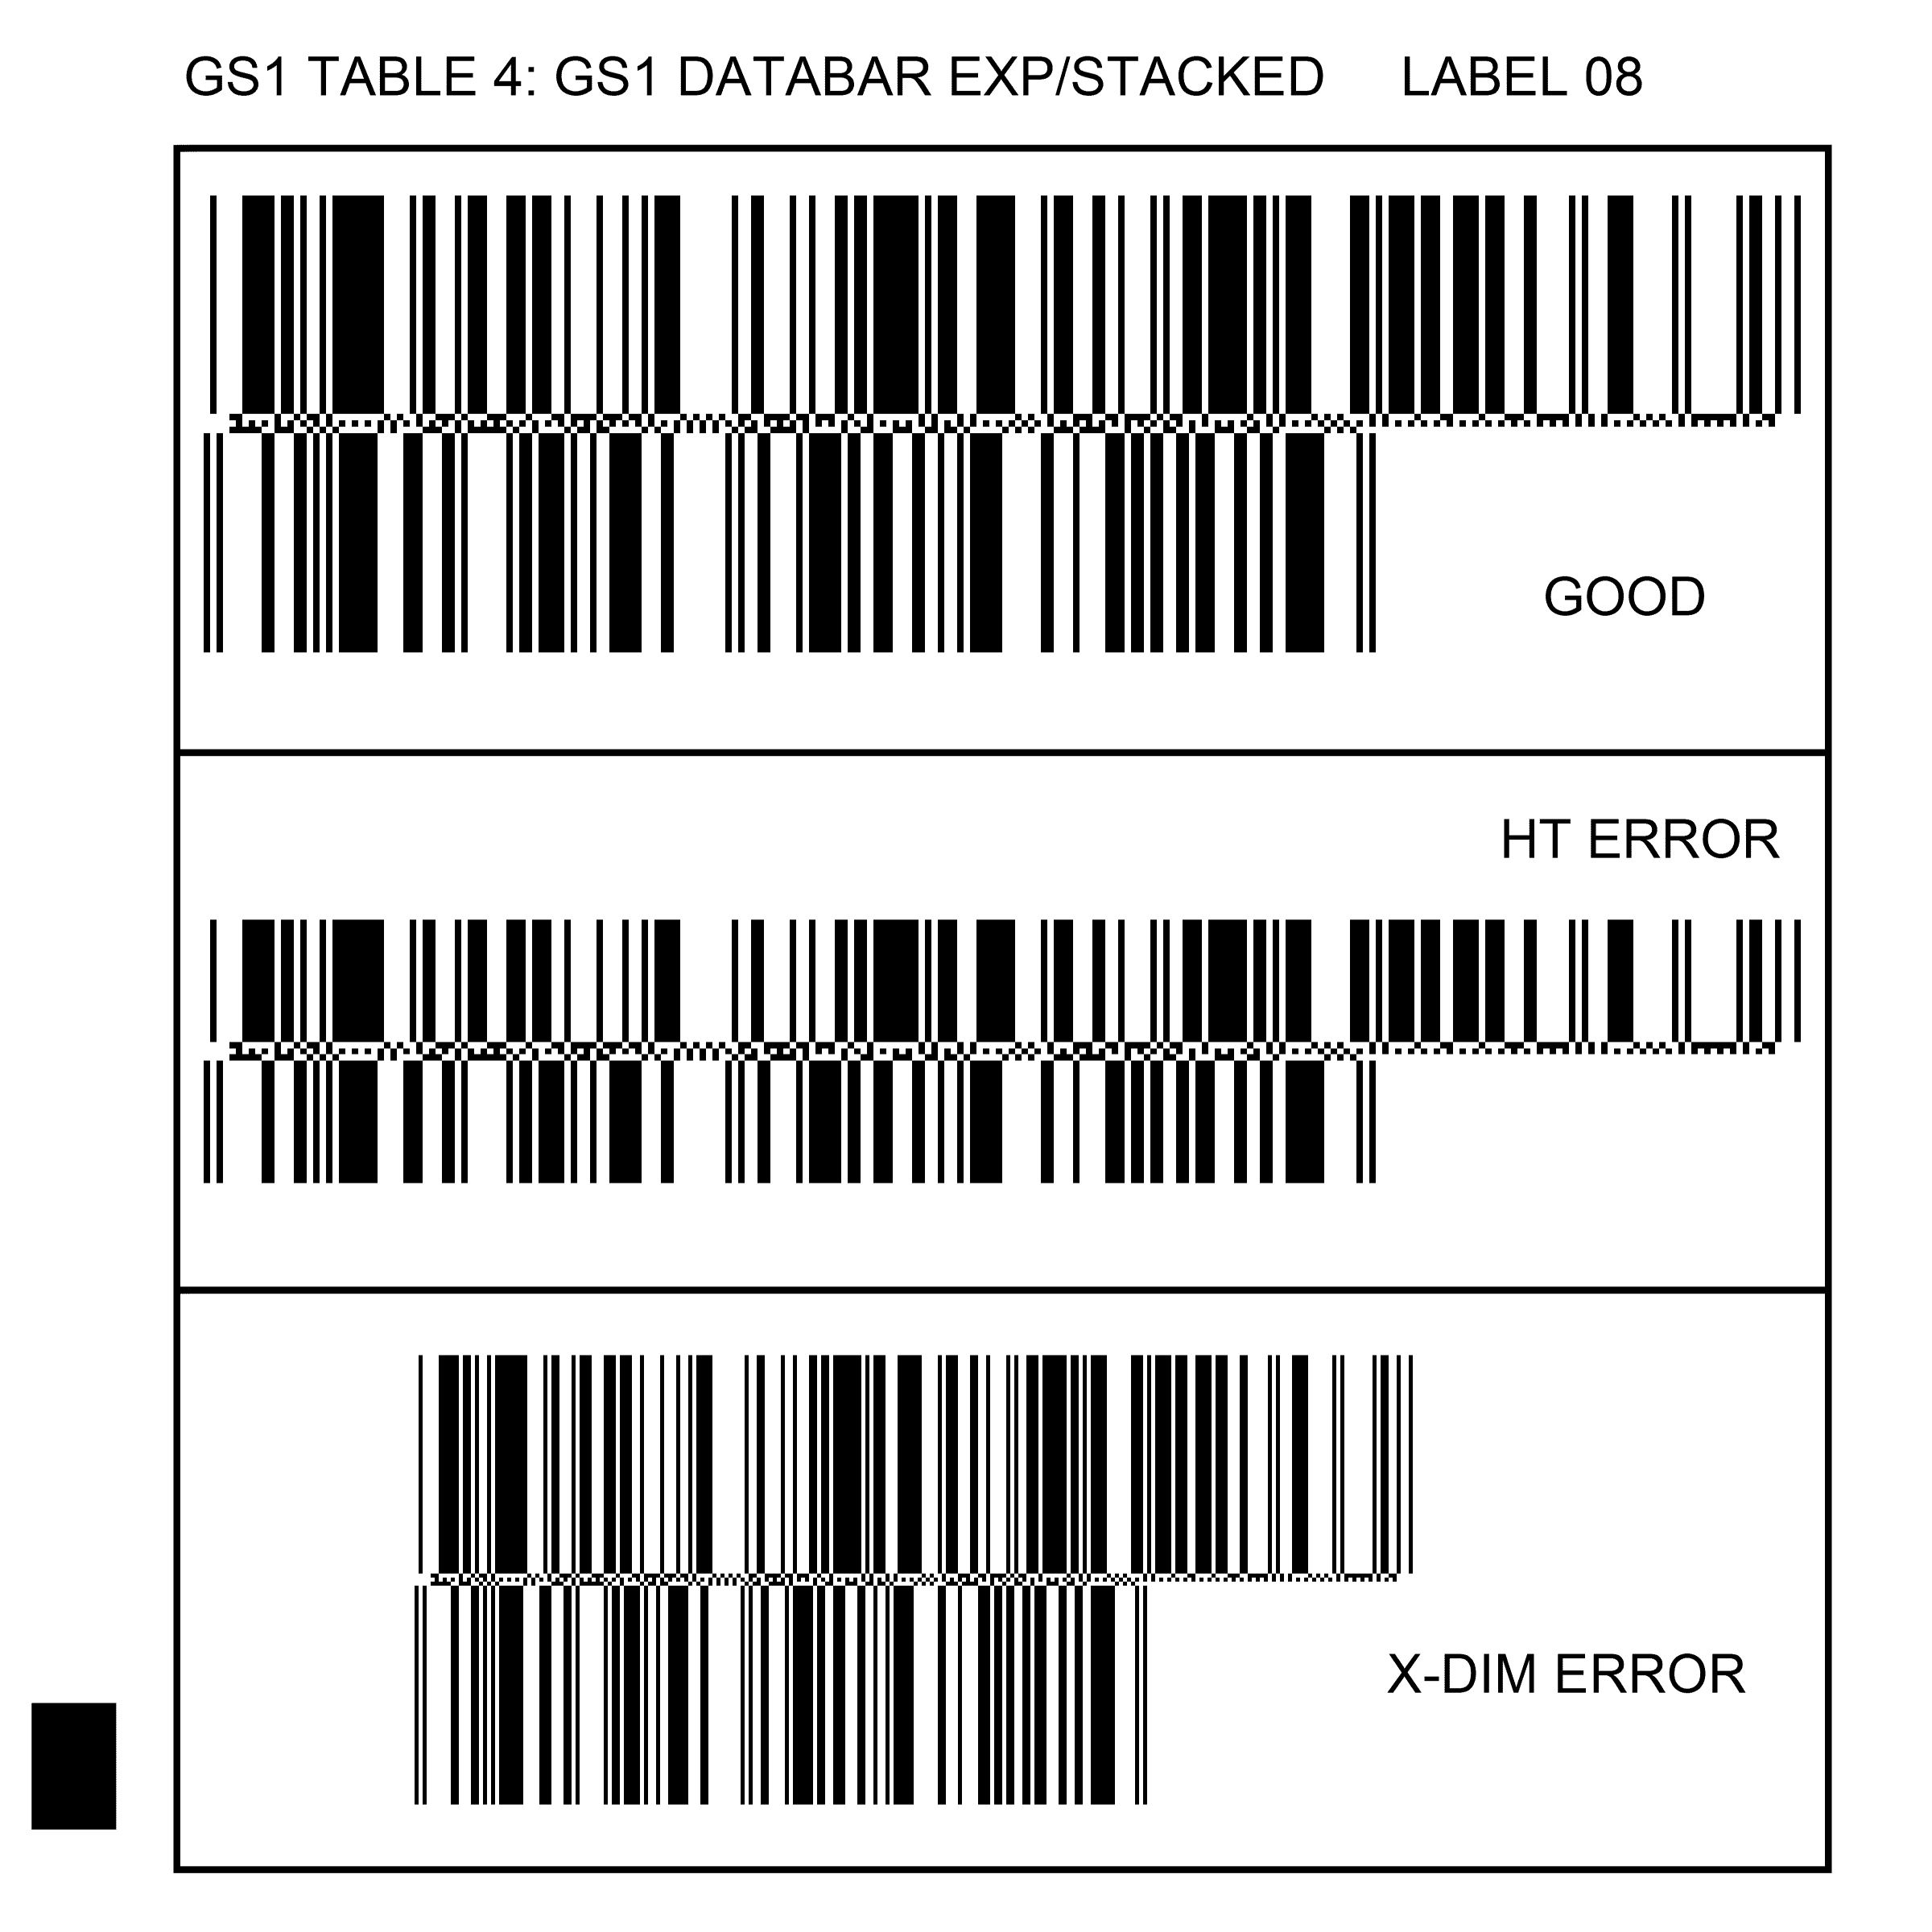 GS1 TABLE 4: GS1 DATABAR EXP/STACKED LABEL 08
GOOD
HT ERROR
X-DIM ERROR